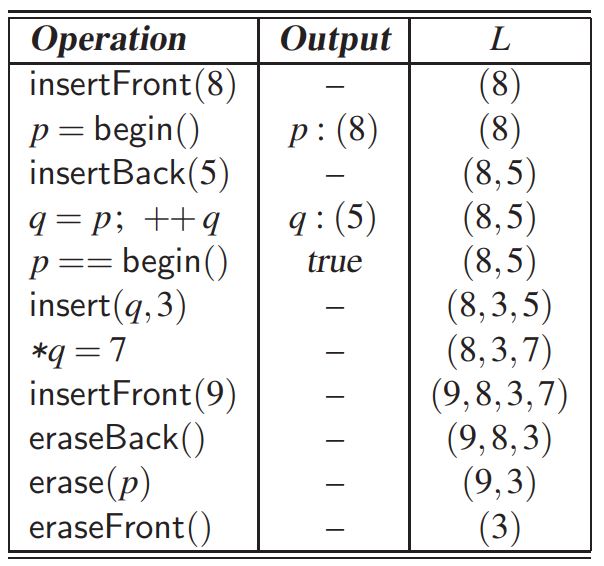 Operation Output L
insertFront(8) – (8)
p = begin() p : (8) (8)
insertBack(5) – (8,5)
q = p; ++q q : (5) (8,5)
p == begin() true (8,5)
insert(q,3) – (8,3,5)
*q = 7 – (8,3,7)
insertFront(9) – (9,8,3,7)
eraseBack() – (9,8,3)
erase(p) – (9,3)
eraseFront() – (3)